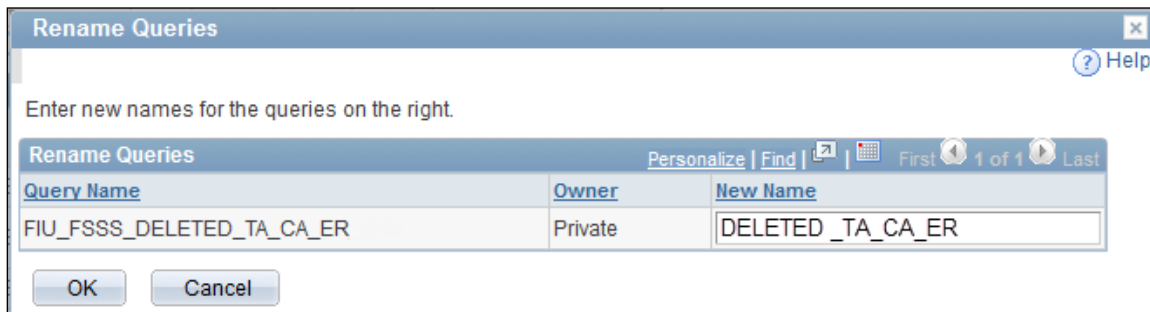 Rename Queries
Help
Enter new names for the queries on the right.
Rename Queries Personalize | Find | | First 1 of 1 Last
Query Name Owner New Name
FIU_FSSS_DELETED_TA_CA_ER Private DELETED _TA_CA_ER
OK Cancel